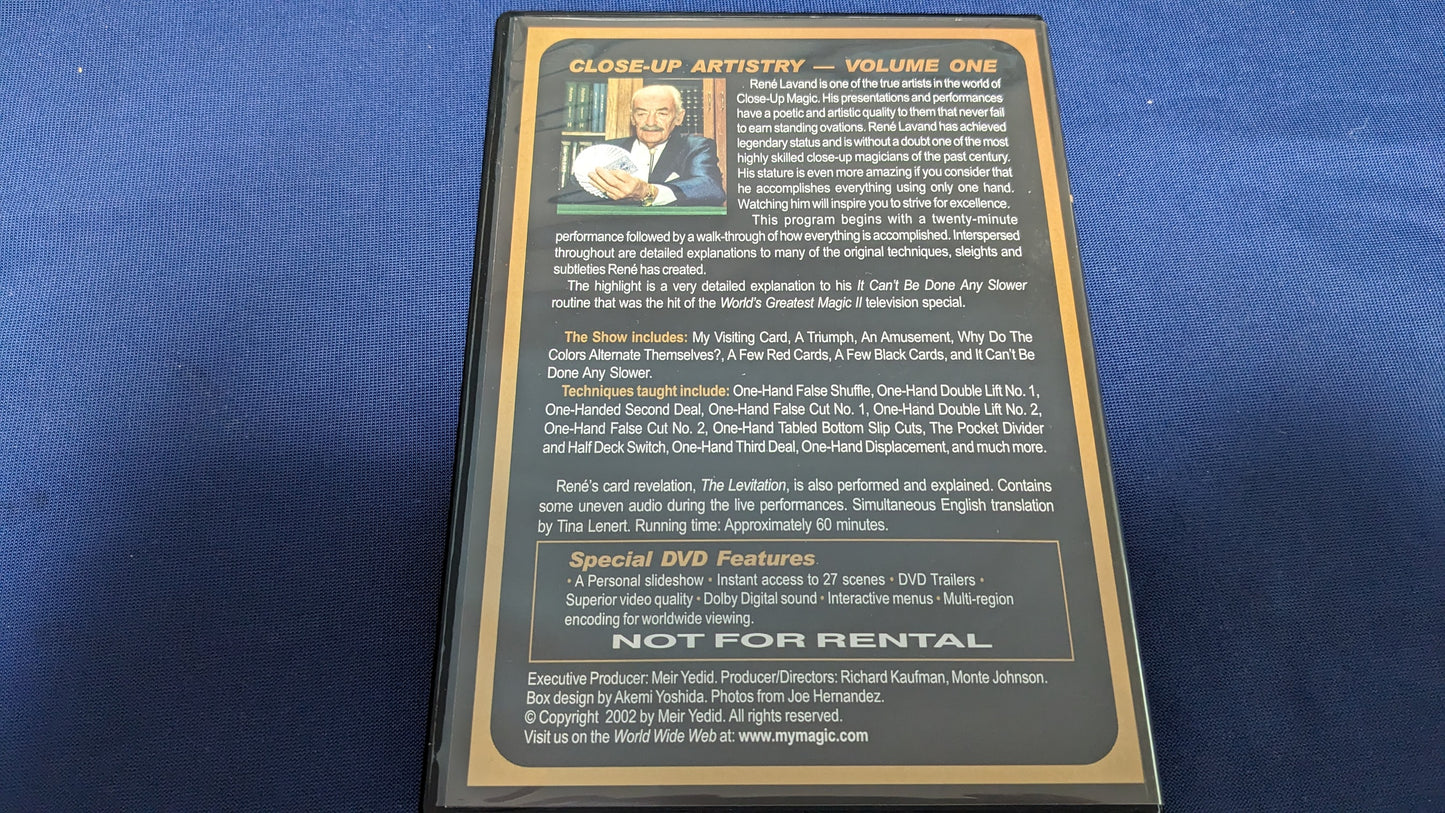 CLOSE-UP ARTISTRY — VOLUME ONE
René Lavand is one of the true artists in the world of
Close-Up Magic. His presentations and performances
have a poetic and artistic quality to them that never fail
to earn standing ovations. René Lavand has achieved
legendary status and is without a doubt one of the most
highly skilled close-up magicians of the past century.
His stature is even more amazing if you consider that
he accomplishes everything using only one hand.
Watching him will inspire you to strive for excellence.
This program begins with a twenty-minute
performance followed by a walk-through of how everything is accomplished. Interspersed
throughout are detailed explanations to many of the original techniques, sleights and
subtleties René has created.
The highlight is a very detailed explanation to his It Can't Be Done Any Slower
routine that was the hit of the World's Greatest Magic II television special.
The Show includes: My Visiting Card, A Triumph, An Amusement, Why Do The
Colors Alternate Themselves?, A Few Red Cards, A Few Black Cards, and It Can't Be
Done Any Slower.
Techniques taught include: One-Hand False Shuffle, One-Hand Double Lift No. 1,
One-Handed Second Deal, One-Hand False Cut No. 1, One-Hand Double Lift No. 2,
One-Hand False Cut No. 2, One-Hand Tabled Bottom Slip Cuts, The Pocket Divider
and Half Deck Switch, One-Hand Third Deal, One-Hand Displacement, and much more.
René's card revelation, The Levitation, is also performed and explained. Contains
some uneven audio during the live performances. Simultaneous English translation
by Tina Lenert. Running time: Approximately 60 minutes.
Special DVD Features
• A Personal slideshow • Instant access to 27 scenes • DVD Trailers •
Superior video quality • Dolby Digital sound • Interactive menus • Multi-region
encoding for worldwide viewing.
NOT FOR RENTAL
Executive Producer: Meir Yedid. Producer/Directors: Richard Kaufman, Monte Johnson.
Box design by Akemi Yoshida. Photos from Joe Hernandez.
© Copyright 2002 by Meir Yedid. All rights reserved.
Visit us on the World Wide Web at: www.mymagic.com